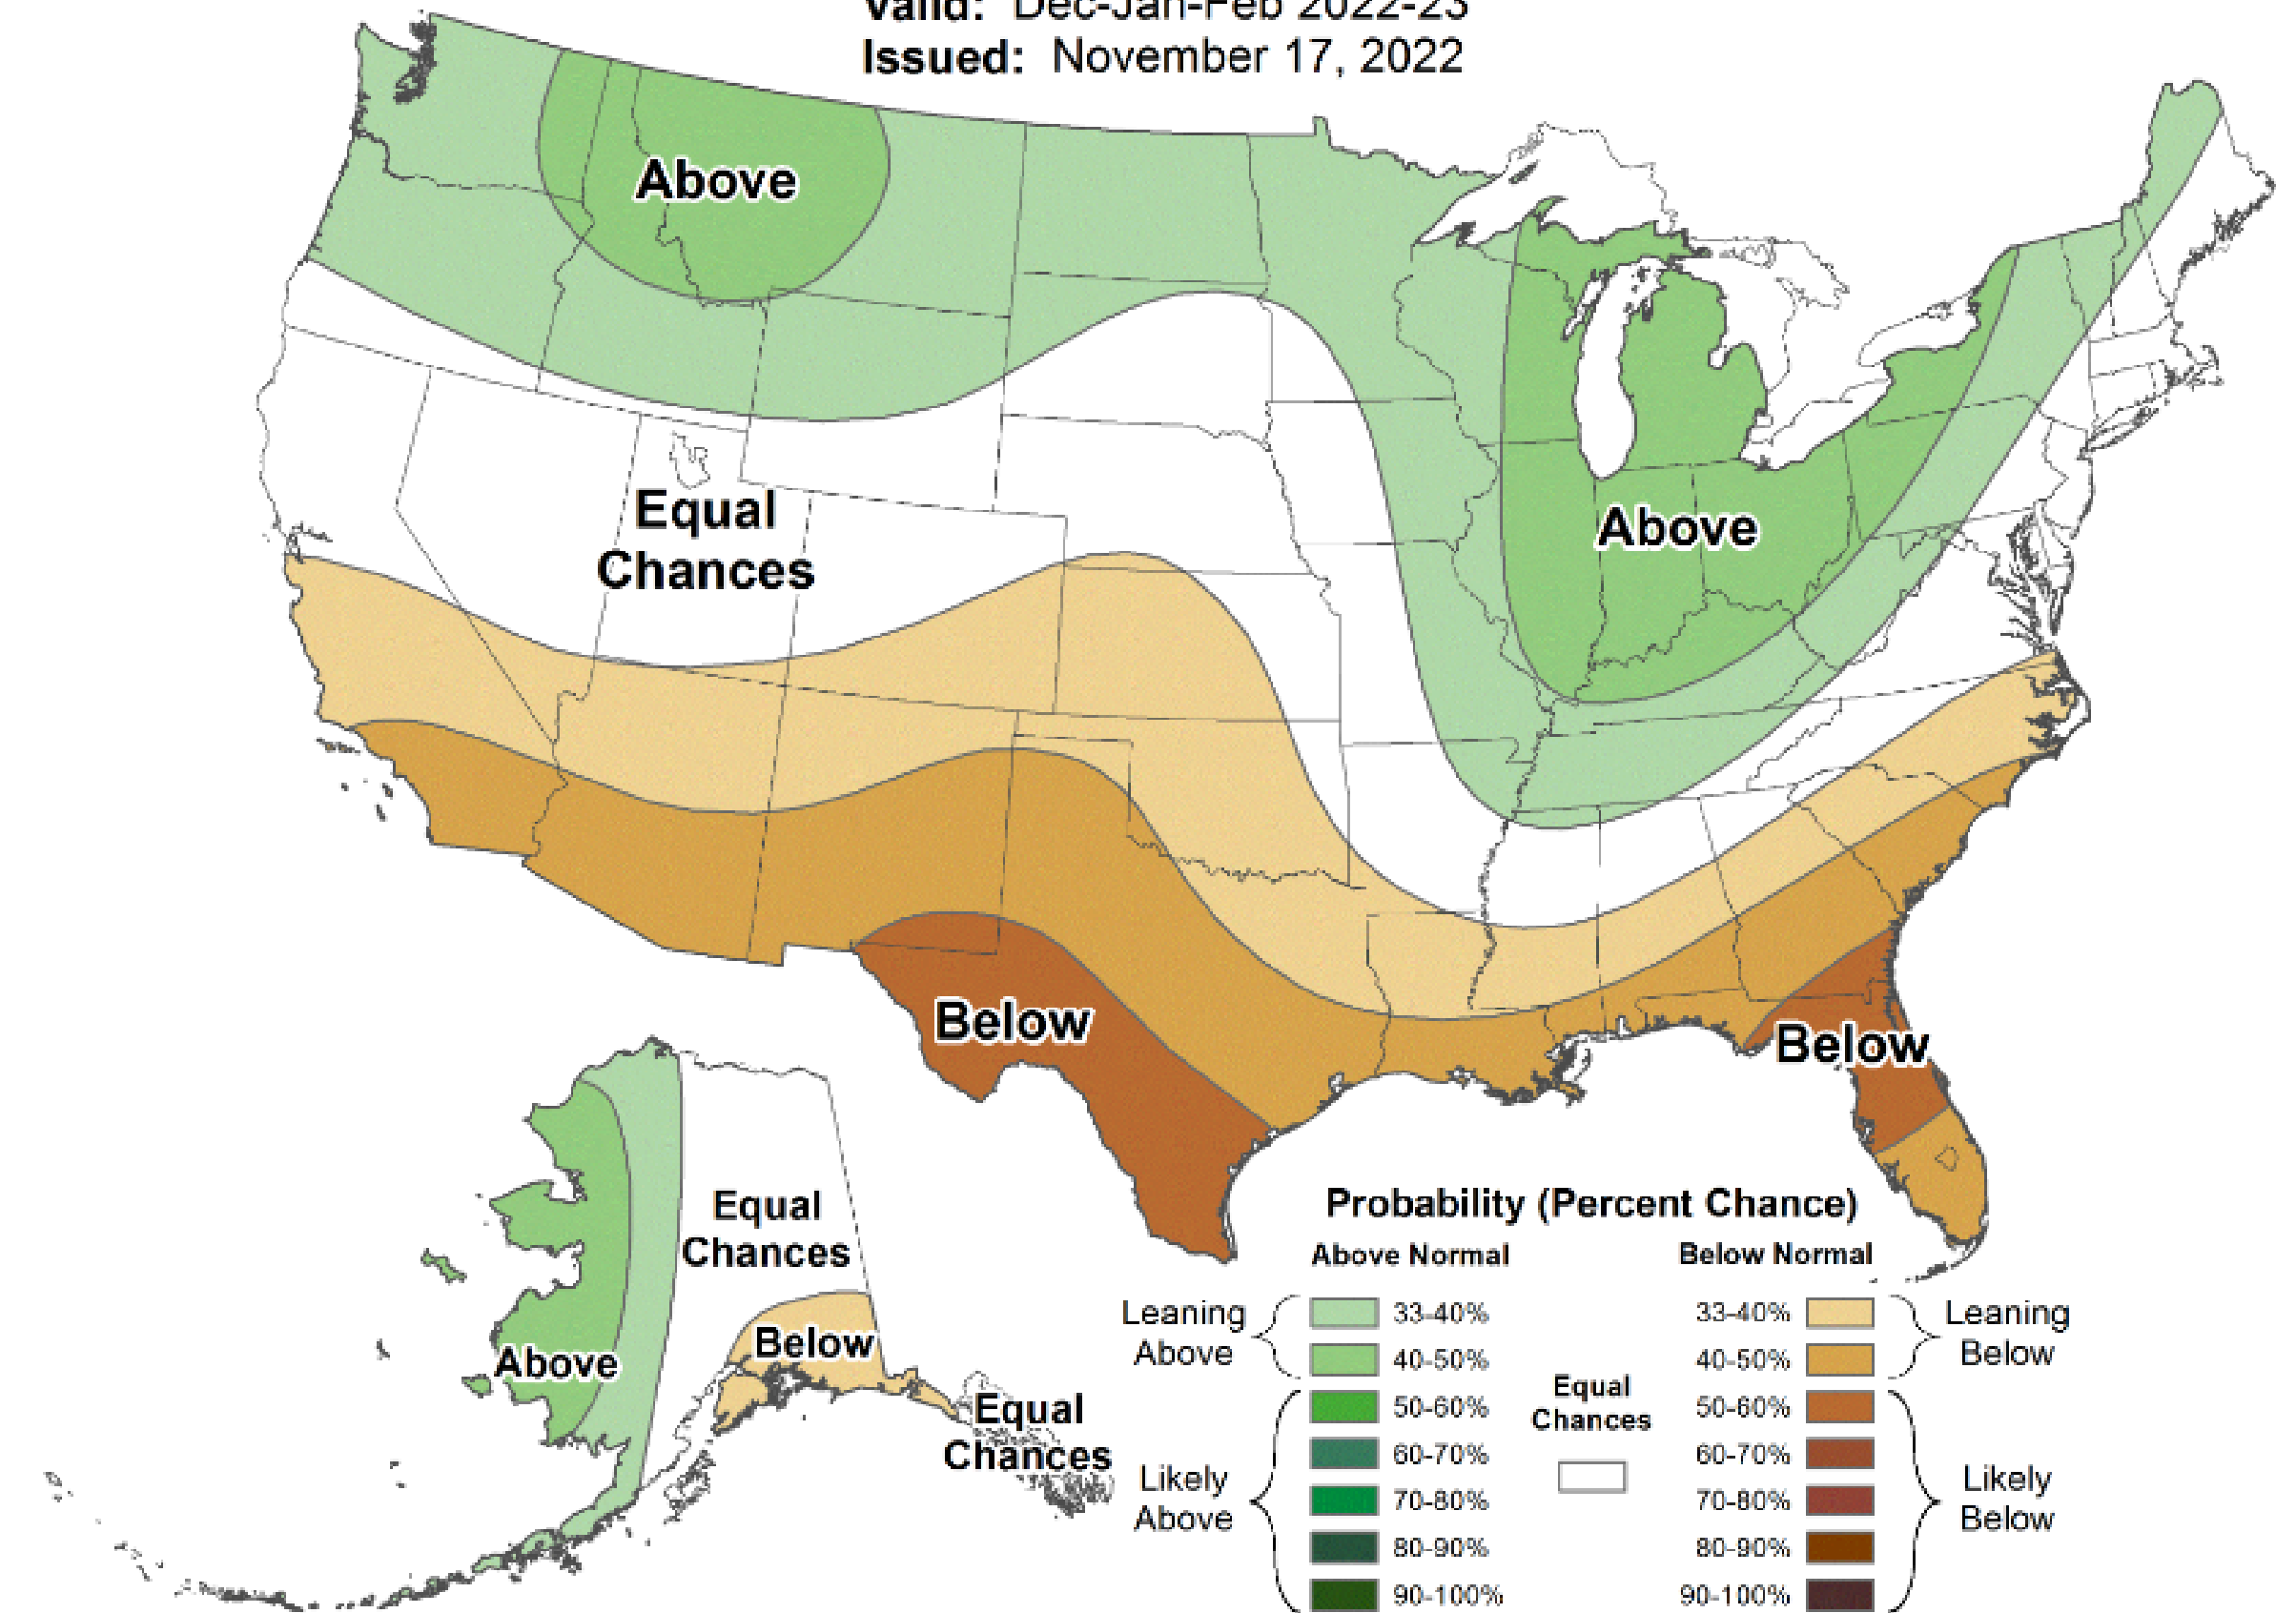 Valid: Dec-Jan-Feb 2022-23
Issued: November 17, 2022
Above
Equal
Chances
Above
Below
Below
Equal
Chances
Above
Below
Equal
Chances
Probability (Percent Chance)
Above Normal
Below Normal
Leaning
Above
33-40%
40-50%
Likely
Above
50-60%
60-70%
70-80%
80-90%
90-100%
Equal
Chances
33-40%
40-50%
Leaning
Below
50-60%
60-70%
70-80%
80-90%
90-100%
Likely
Below